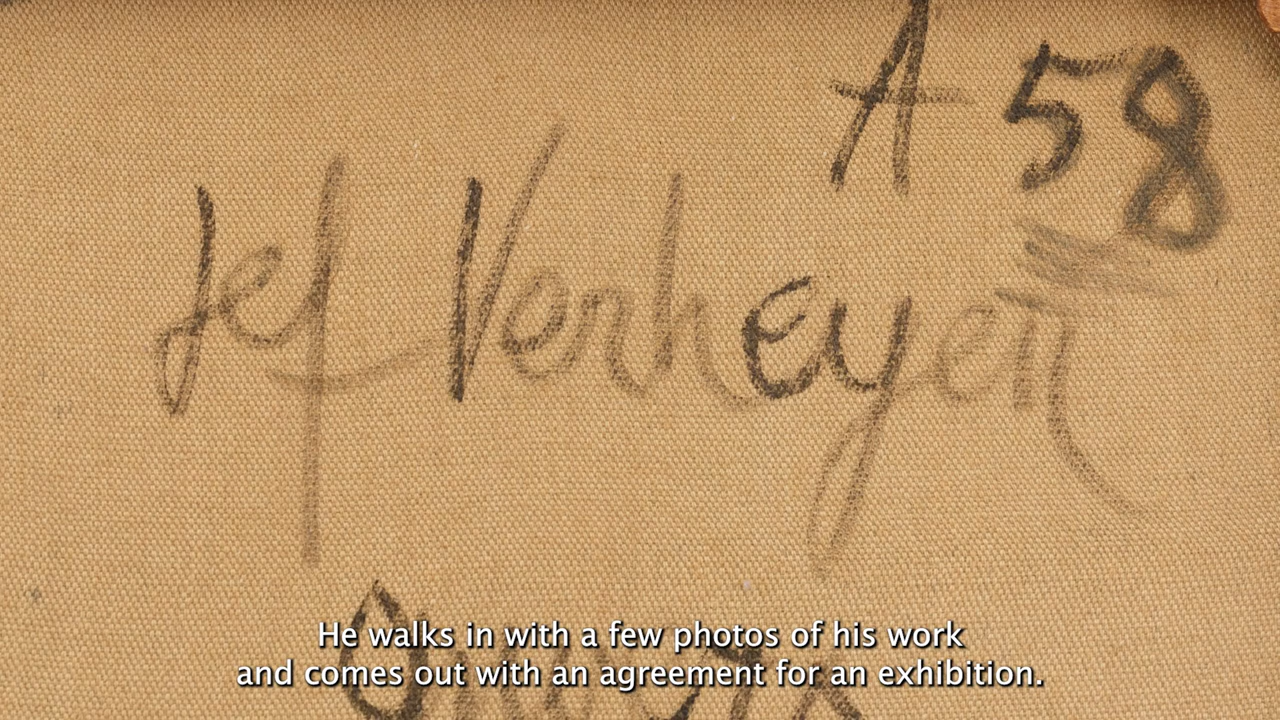 A 58
Jef Verheyen
He walks in with a few photos of his work
and comes out with an agreement for an exhibition.